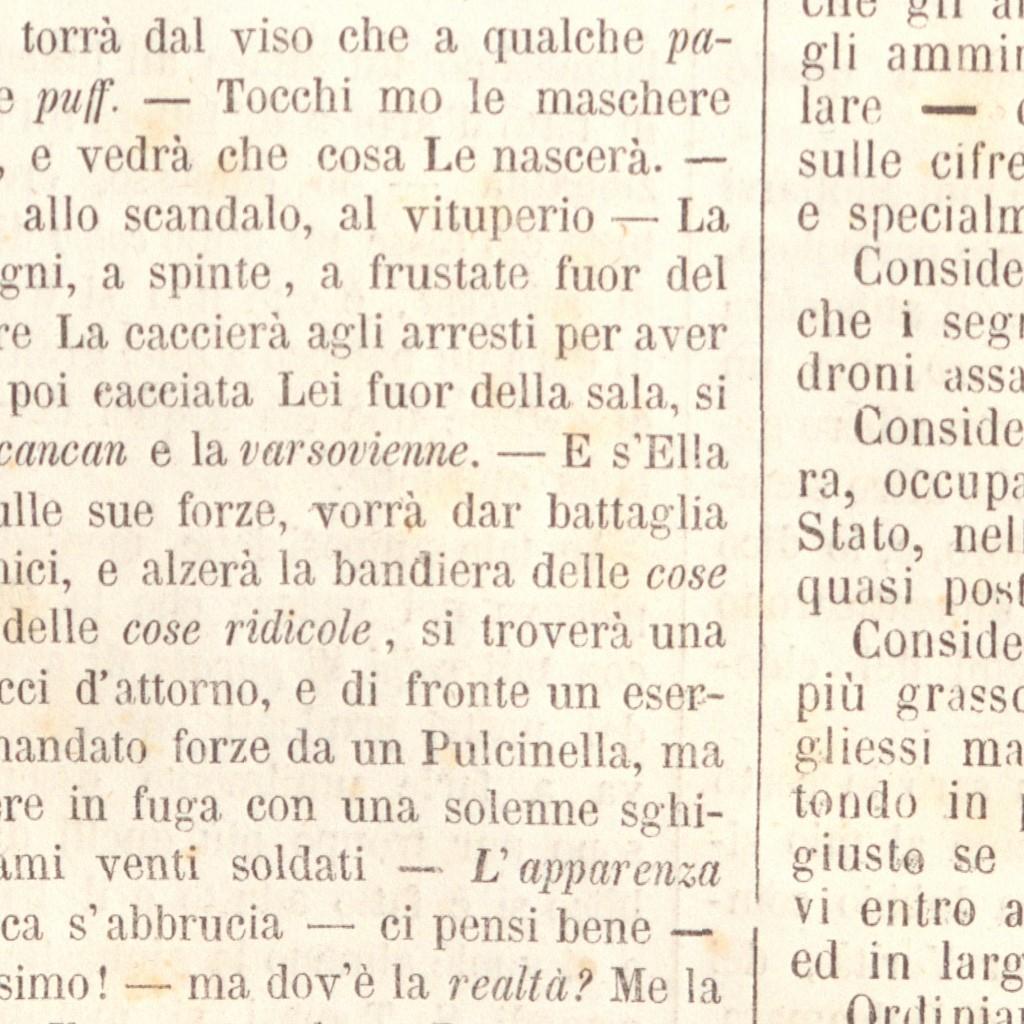 torrà dal viso che a qualche pa-
e puff. — Tocchi mo le maschere
, e vedrà che cosa Le nascerà. —
allo scandalo, al vituperio — La
gni, a spinte, a frustate fuor del
re La caccierà agli arresti per aver
poi cacciata Lei fuor della sala, si
cancan e la varsovienne. — E s'Ella
ulle sue forze, vorrà dar battaglia
nici, e alzerà la bandiera delle cose
delle cose ridicole, si troverà una
cci d'attorno, e di fronte un eser-
mandato forze da un Pulcinella, ma
ere in fuga con una solenne sghi-
ami venti soldati — L'apparenza
ca s'abbrucia — ci pensi bene —
simo! — ma dov'è la realtà? Me la
che gli a
gli ammin
lare —
sulle cifre
e specialm
Conside
che i segr
droni assa
Conside
ra, occupa
Stato, nel
quasi post
Conside
più grasso
gliessi ma
tondo in
giusto se
vi entro a
ed in larg
Ordinia